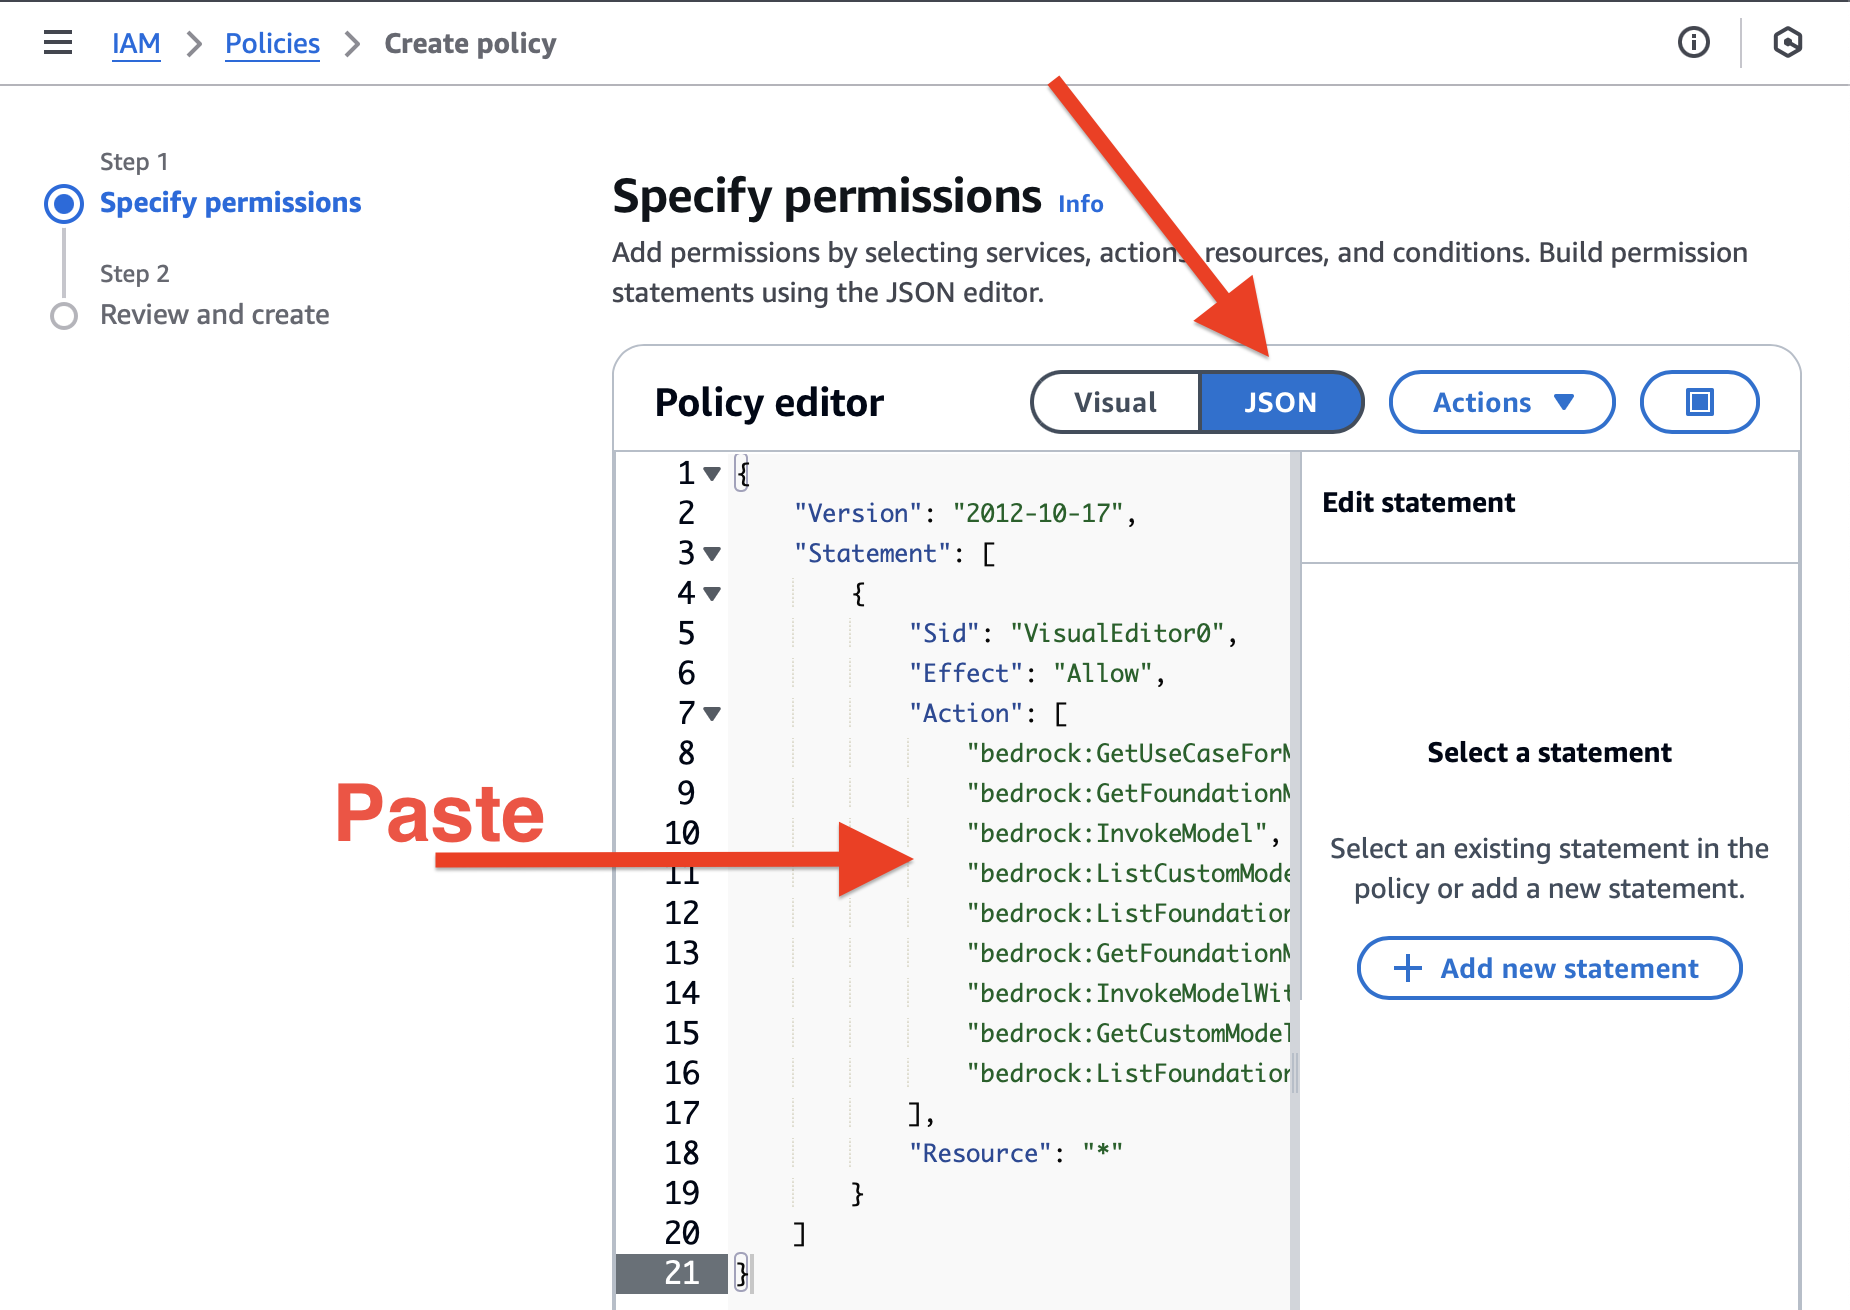 IAM > Policies > Create policy
Step 1
Specify permissions
Step 2
Review and create
Specify permissions Info
Add permissions by selecting services, actions, resources, and conditions. Build permission
statements using the JSON editor.
Policy editor
Visual JSON Actions
1 {
2 "Version": "2012-10-17",
3 "Statement": [
4 {
5 "Sid": "VisualEditor0",
6 "Effect": "Allow",
7 "Action": [
8 "bedrock:GetUseCaseForM
9 "bedrock:GetFoundationM
10 "bedrock:InvokeModel",
11 "bedrock:ListCustomMode
12 "bedrock:ListFoundation
13 "bedrock:GetFoundationM
14 "bedrock:InvokeModelWit
15 "bedrock:GetCustomModel
16 "bedrock:ListFoundation
17 ],
18 "Resource": "*"
19 }
20 ]
21 }
Paste
Edit statement
Select a statement
Select an existing statement in the
policy or add a new statement.
+ Add new statement